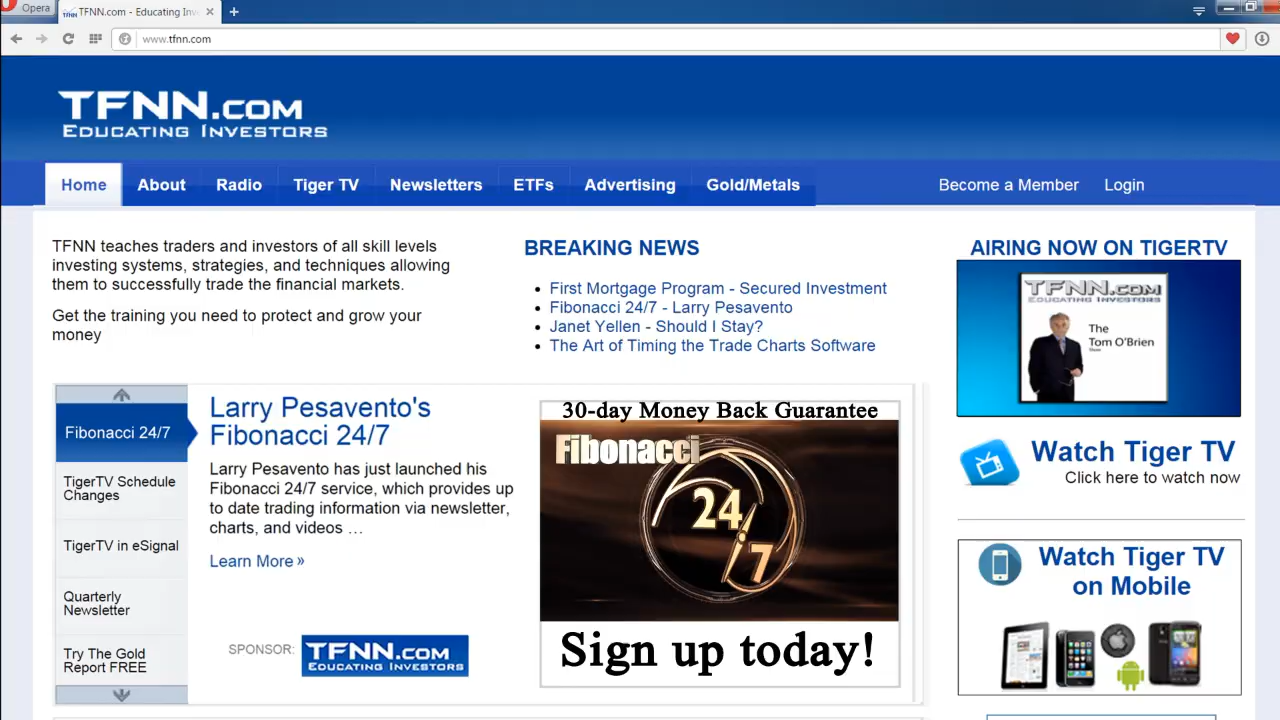 Opera
TFNN.com - Educating Inv
www.tfnn.com
TFNN.COM
EDUCATING INVESTORS
Home
About
Radio
Tiger TV
Newsletters
ETFs
Advertising
Gold/Metals
Become a Member
Login
TFNN teaches traders and investors of all skill levels
investing systems, strategies, and techniques allowing
them to successfully trade the financial markets.
Get the training you need to protect and grow your
money
BREAKING NEWS
First Mortgage Program - Secured Investment
Fibonacci 24/7 - Larry Pesavento
Janet Yellen - Should I Stay?
The Art of Timing the Trade Charts Software
AIRING NOW ON TIGERTV
TFNN.COM
EDUCATING INVESTORS
The
Tom O'Brien
Show
Watch Tiger TV
Click here to watch now
Watch Tiger TV
on Mobile
Fibonacci 24/7
TigerTV Schedule
Changes
TigerTV in eSignal
Quarterly
Newsletter
Try The Gold
Report FREE
Larry Pesavento's
Fibonacci 24/7
Larry Pesavento has just launched his
Fibonacci 24/7 service, which provides up
to date trading information via newsletter,
charts, and videos …
Learn More »
SPONSOR:
TFNN.COM
EDUCATING INVESTORS
30-day Money Back Guarantee
Fibonacci
24
7
Sign up today!